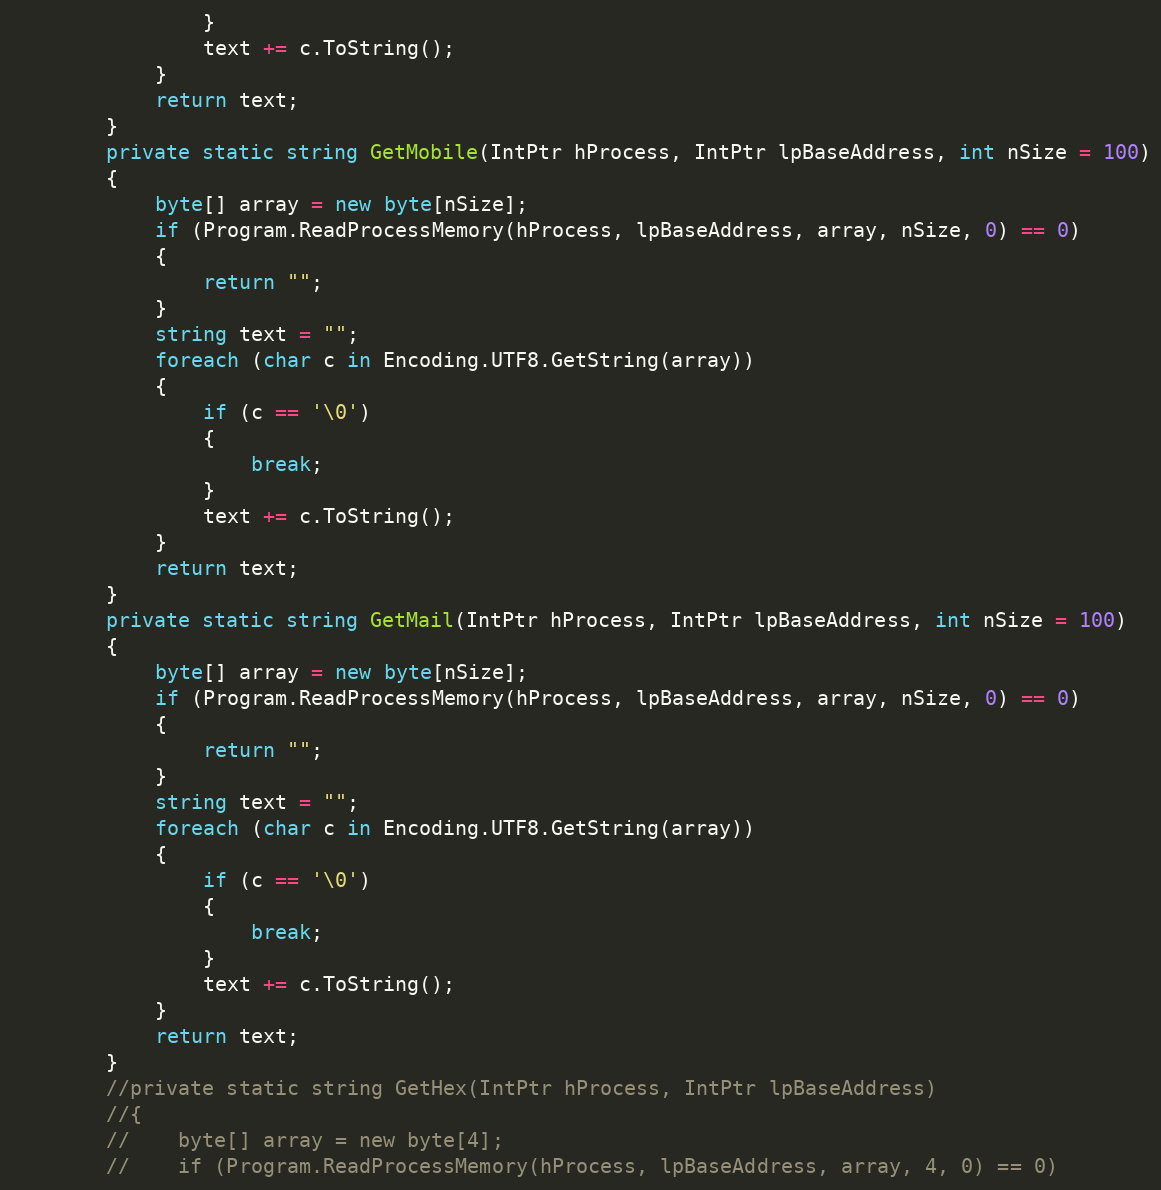 }
                text += c.ToString();
            }
            return text;
        }
        private static string GetMobile(IntPtr hProcess, IntPtr lpBaseAddress, int nSize = 100)
        {
            byte[] array = new byte[nSize];
            if (Program.ReadProcessMemory(hProcess, lpBaseAddress, array, nSize, 0) == 0)
            {
                return "";
            }
            string text = "";
            foreach (char c in Encoding.UTF8.GetString(array))
            {
                if (c == '\0')
                {
                    break;
                }
                text += c.ToString();
            }
            return text;
        }
        private static string GetMail(IntPtr hProcess, IntPtr lpBaseAddress, int nSize = 100)
        {
            byte[] array = new byte[nSize];
            if (Program.ReadProcessMemory(hProcess, lpBaseAddress, array, nSize, 0) == 0)
            {
                return "";
            }
            string text = "";
            foreach (char c in Encoding.UTF8.GetString(array))
            {
                if (c == '\0')
                {
                    break;
                }
                text += c.ToString();
            }
            return text;
        }
        //private static string GetHex(IntPtr hProcess, IntPtr lpBaseAddress)
        //{
        //    byte[] array = new byte[4];
        //    if (Program.ReadProcessMemory(hProcess, lpBaseAddress, array, 4, 0) == 0)